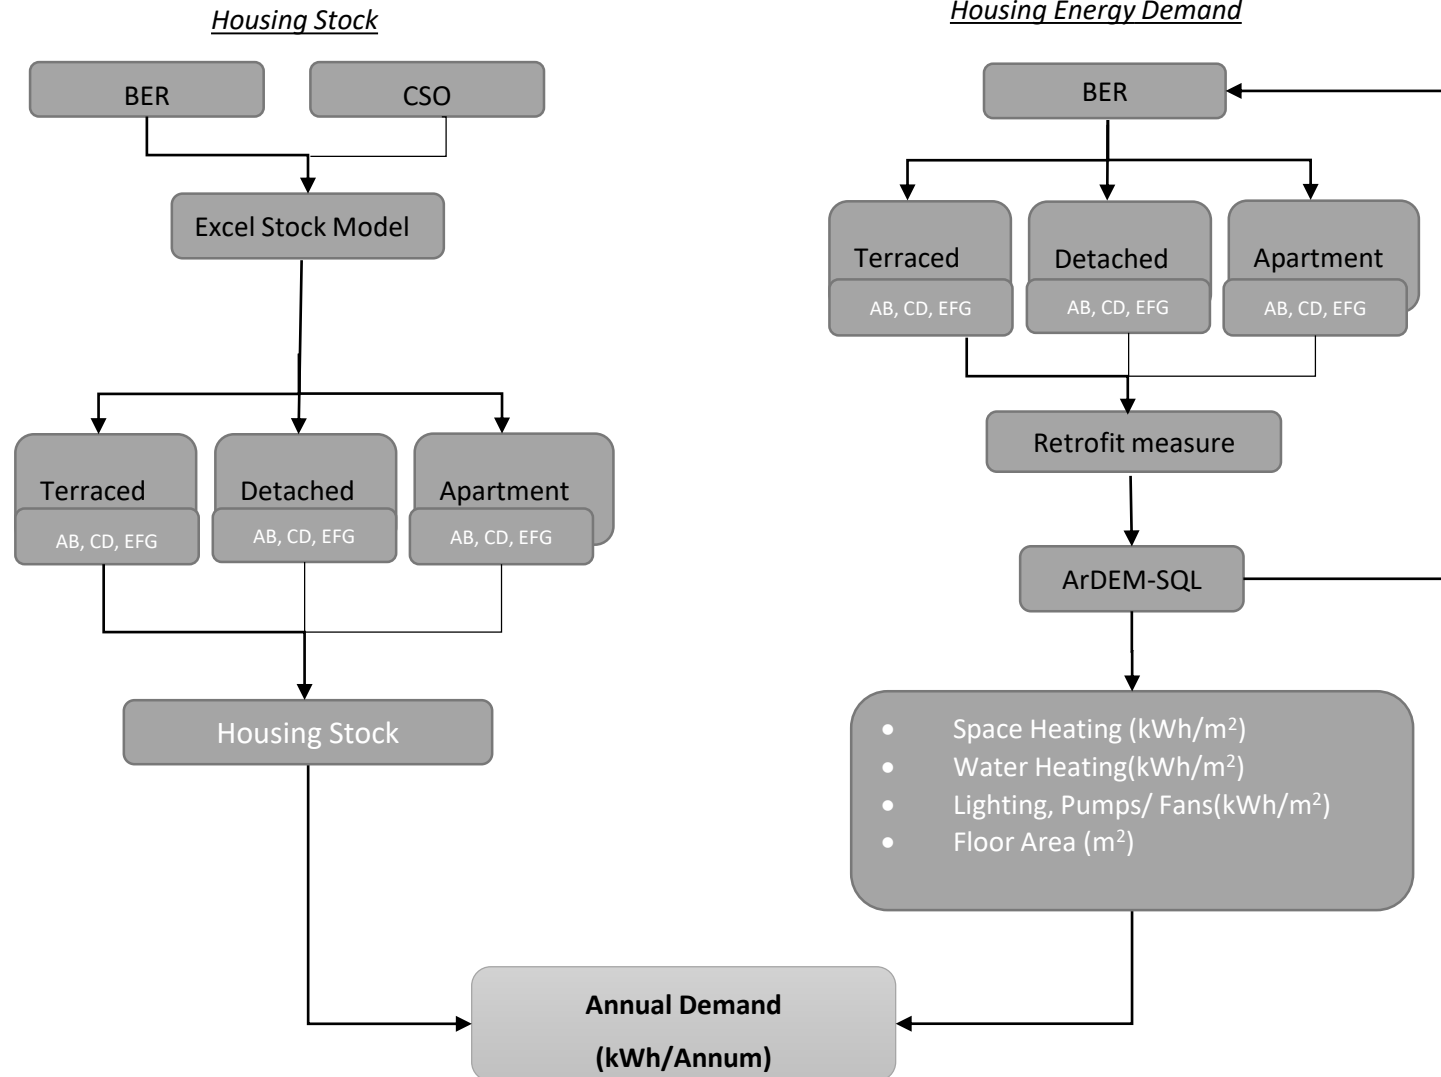 Housing Stock
BER
CSO
Excel Stock Model
Terraced
Detached
Apartment
AB, CD, EFG
AB, CD, EFG
AB, CD, EFG
Housing Stock
Housing Energy Demand
BER
Terraced
Detached
Apartment
AB, CD, EFG
AB, CD, EFG
AB, CD, EFG
Retrofit measure
ArDEM-SQL
• Space Heating (kWh/m²)
• Water Heating(kWh/m²)
• Lighting, Pumps/ Fans(kWh/m²)
• Floor Area (m²)
Annual Demand
(kWh/Annum)